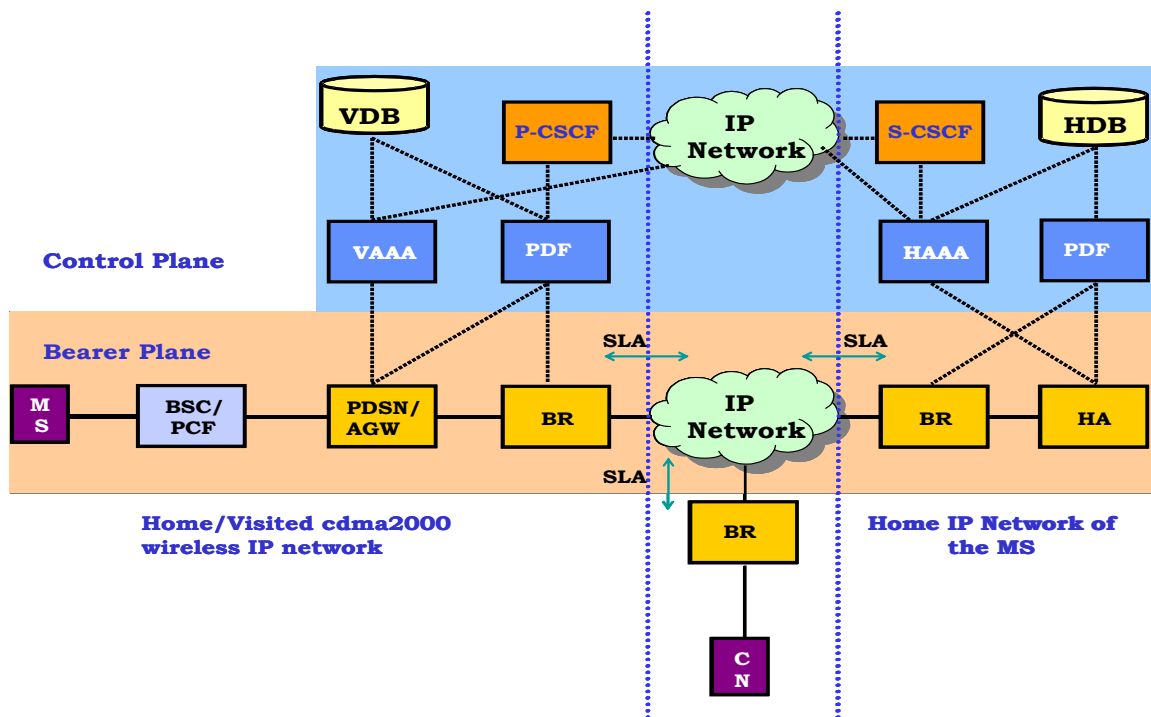 VDB
P-CSCF
IP
Network
S-CSCF
HDB
VAAA
PDF
HAAA
PDF
Control Plane
Bearer Plane
SLA
SLA
M
S
BSC/
PCF
PDSN/
AGW
BR
IP
Network
BR
HA
SLA
Home/Visited cdma2000
wireless IP network
BR
Home IP Network of
the MS
C
N